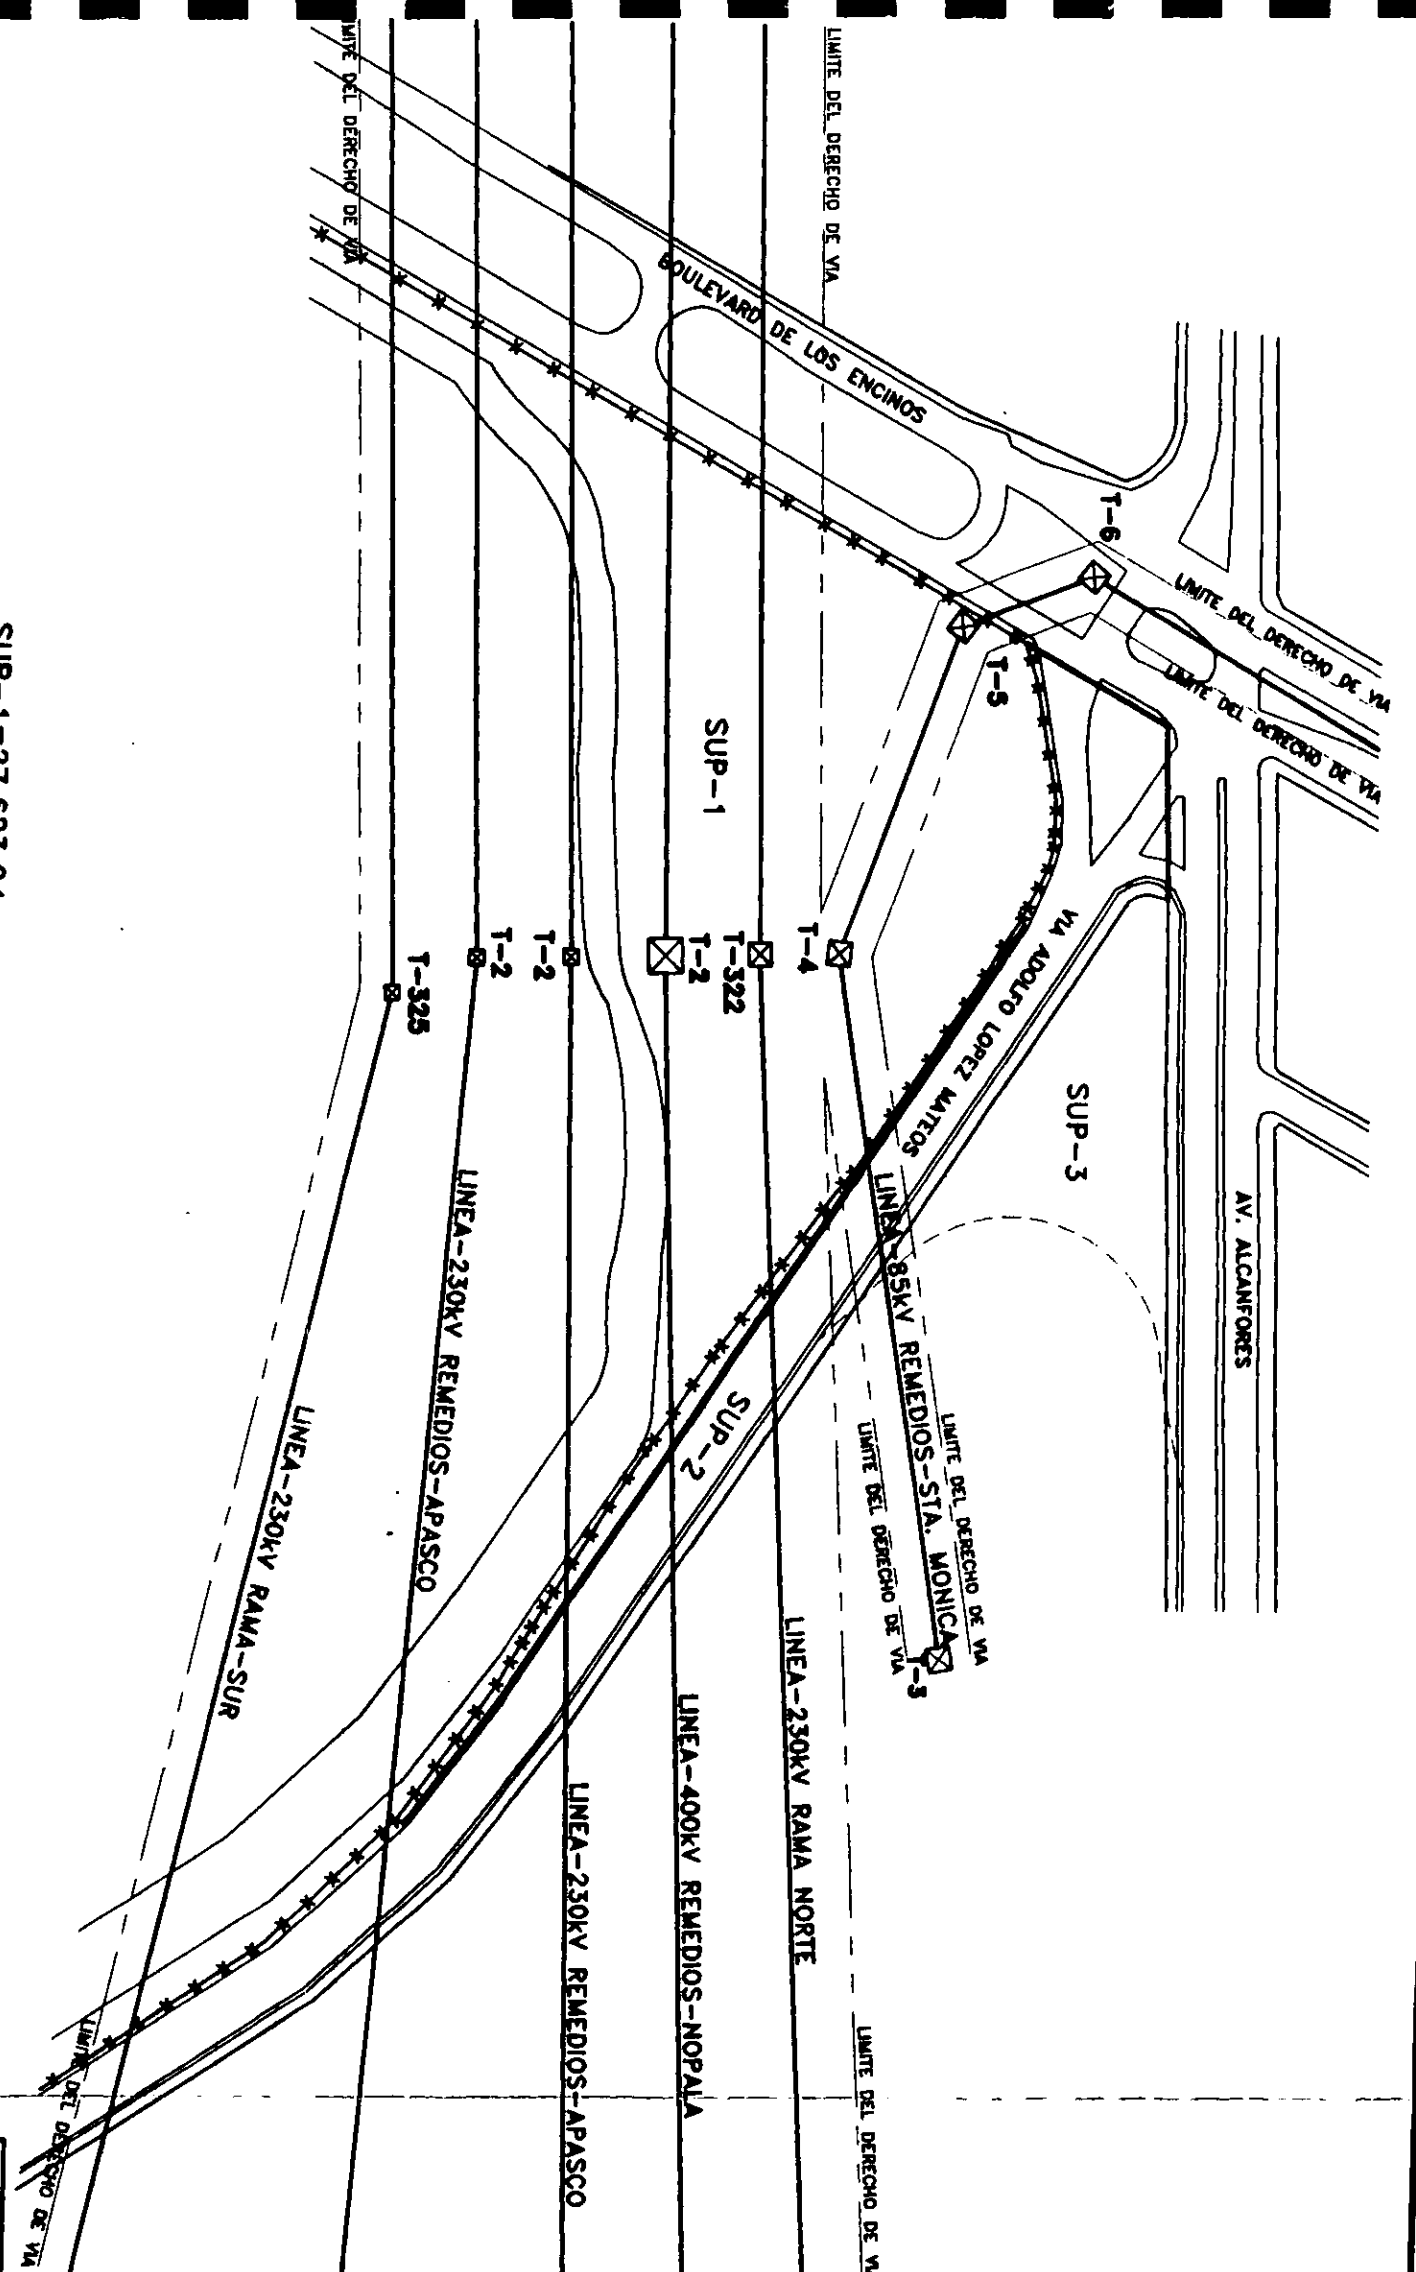 LIMITE DEL DERECHO DE VIA
LIMITE DEL DERECHO DE VIA
BOULEVARD DE LOS ENCINOS
T-6
LIMITE DEL DERECHO DE VIA
LIMITE DEL DERECHO DE VIA
T-5
SUP-1
T-4
T-322
T-2
T-2
T-2
T-325
VIA ADOLFO LOPEZ MATEOS
SUP-3
AV. ALCANFORES
LINEA-85kV REMEDIOS-STA. MONICA
LIMITE DEL DERECHO DE VIA
LIMITE DEL DERECHO DE VIA
T-3
SUP-2
LINEA-230kV REMEDIOS-APASCO
LINEA-230kV RAMA-SUR
LINEA-230kV RAMA NORTE
LINEA-400kV REMEDIOS-NOPALA
LINEA-230kV REMEDIOS-APASCO
LIMITE DEL DERECHO DE VI
LIMITE DEL DERECHO DE VIA